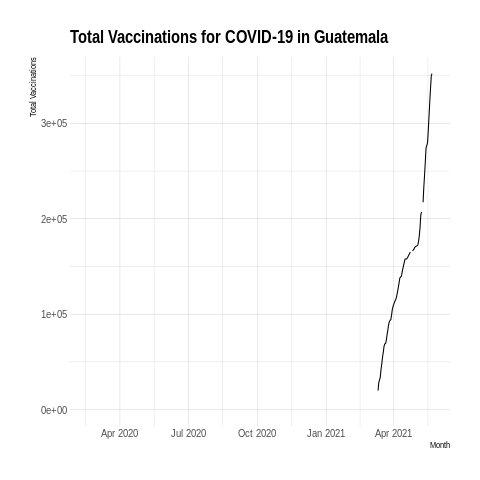 Total Vaccinations for COVID-19 in Guatemala
Total Vaccinations
3e+05
2e+05
1e+05
0e+00
Apr 2020 Jul 2020 Oct 2020 Jan 2021 Apr 2021
Month